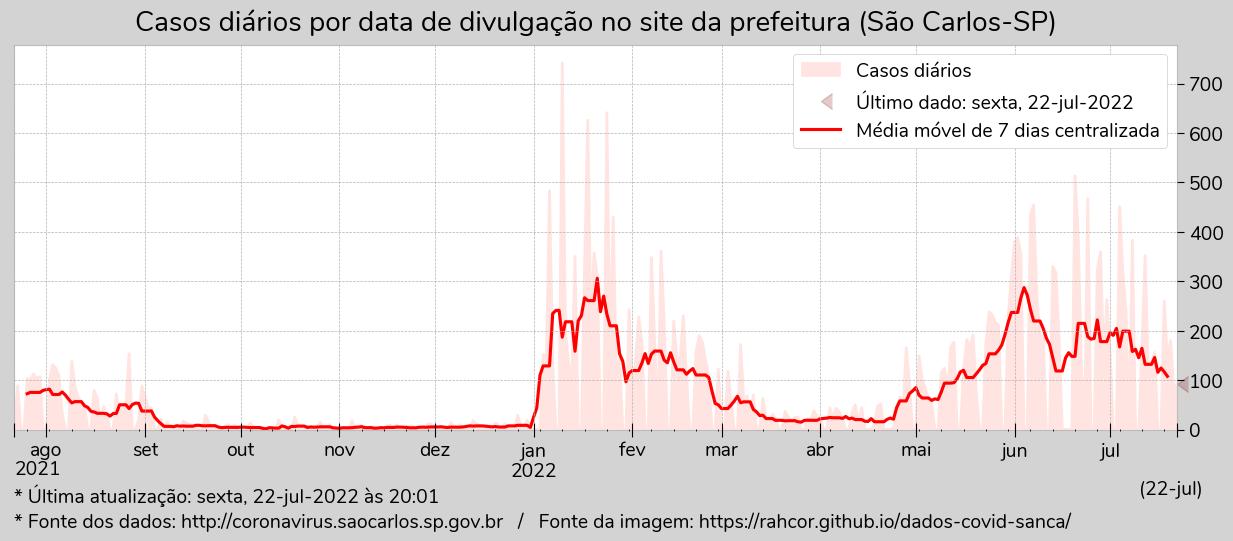 Casos diários por data de divulgação no site da prefeitura (São Carlos-SP)
Casos diários
Último dado: sexta, 22-jul-2022
Média móvel de 7 dias centralizada
700
600
500
400
300
200
100
0
ago set out nov dez jan fev mar abr mai jun jul
2021 2022
(22-jul)
* Última atualização: sexta, 22-jul-2022 às 20:01
* Fonte dos dados: http://coronavirus.saocarlos.sp.gov.br / Fonte da imagem: https://rahcor.github.io/dados-covid-sanca/